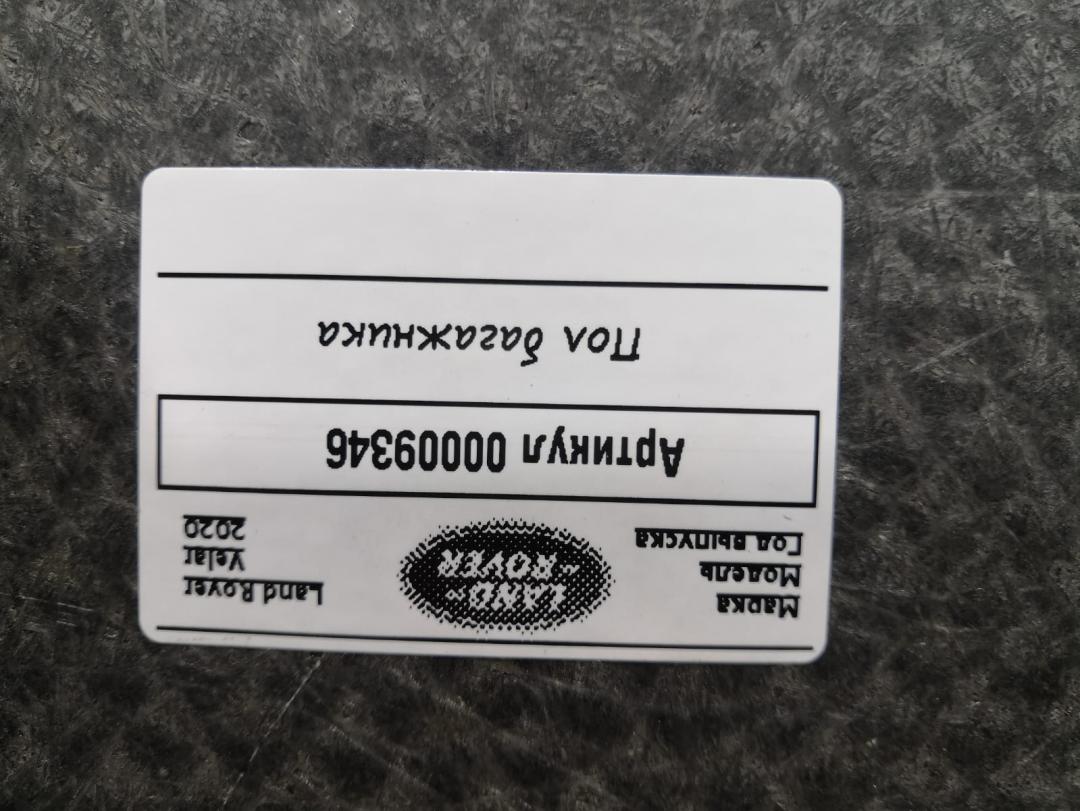 Марка Land Rover
Модель Velar
Год выпуска 2020
LAND-
-ROVER
Артикул 00009346
Пол багажника